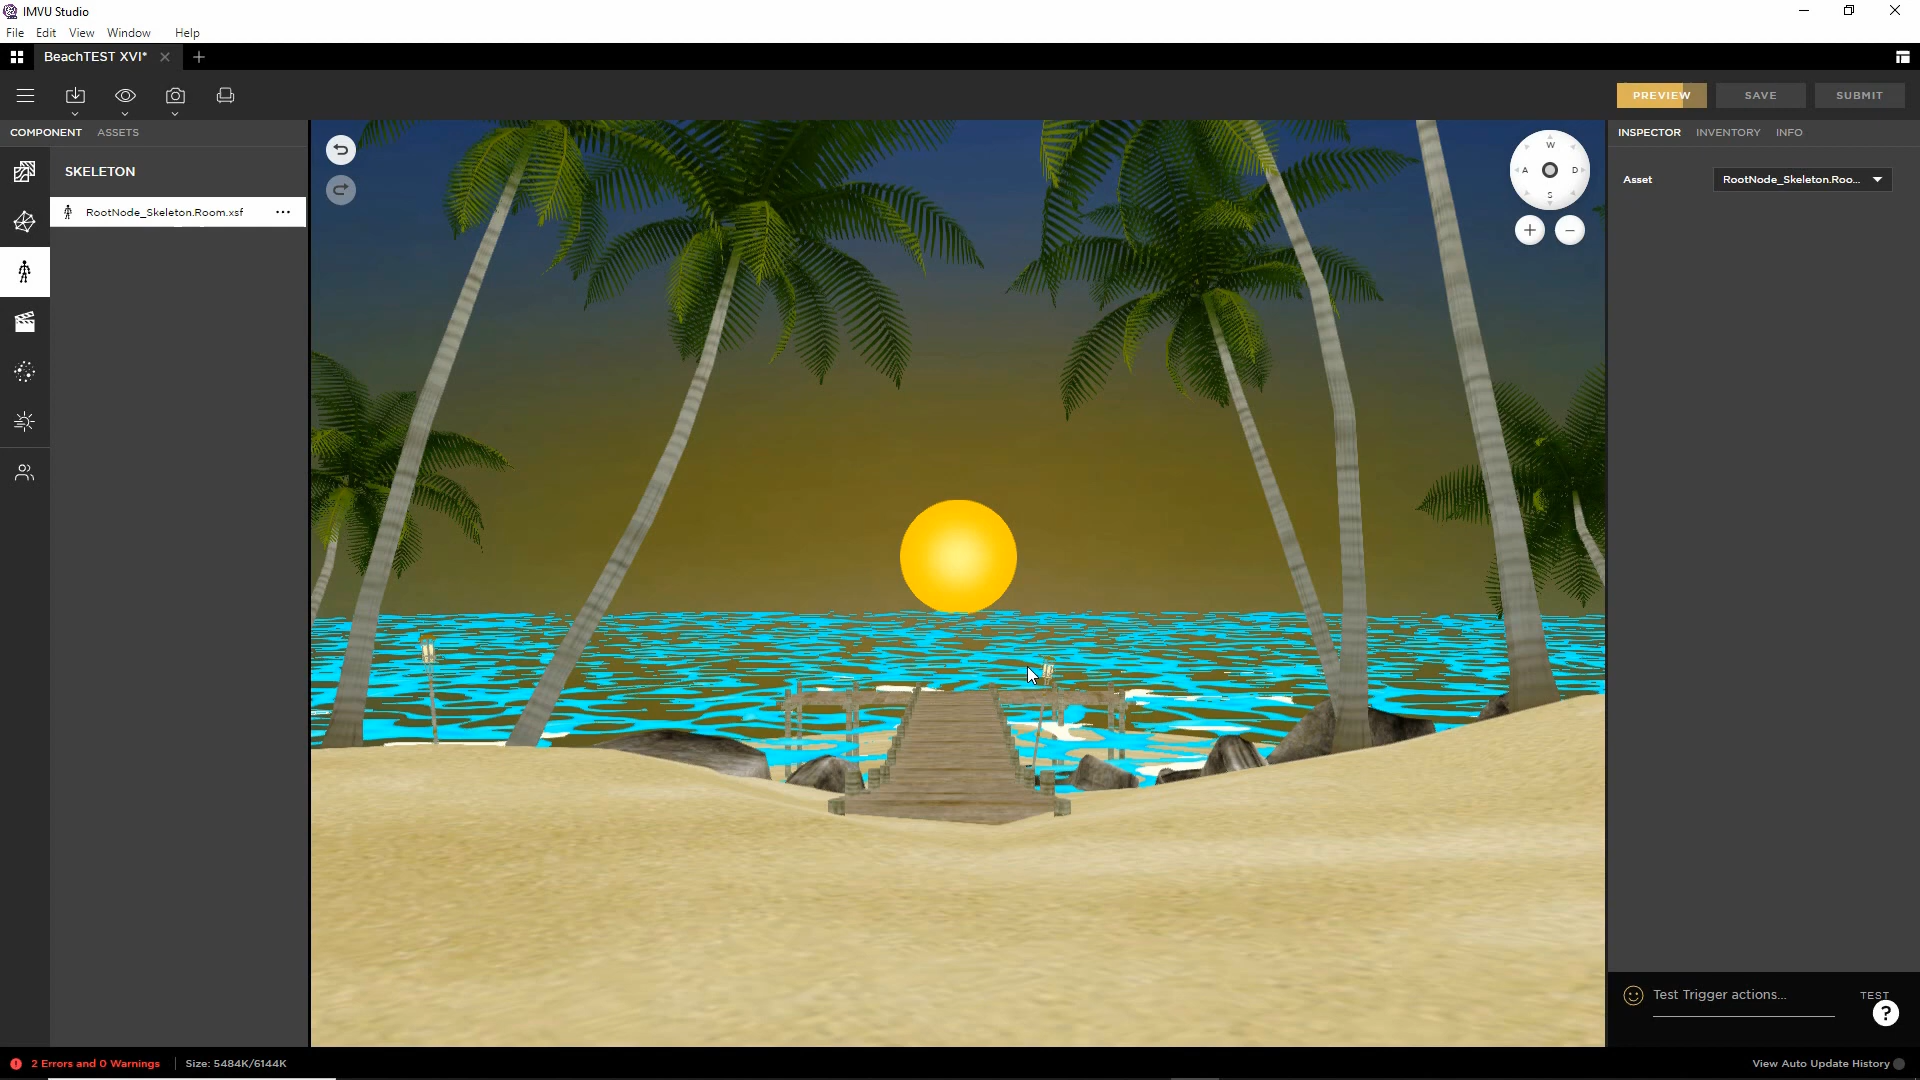 IMVU Studio
File Edit View Window Help
BeachTEST XVI*
PREVIEW SAVE SUBMIT
COMPONENT ASSETS
INSPECTOR INVENTORY INFO
SKELETON
W
A D
S
Asset RootNode_Skeleton.Roo...
RootNode_Skeleton.Room.xsf ...
Test Trigger actions... TEST
?
2 Errors and 0 Warnings Size: 5484K/6144K
View Auto Update History